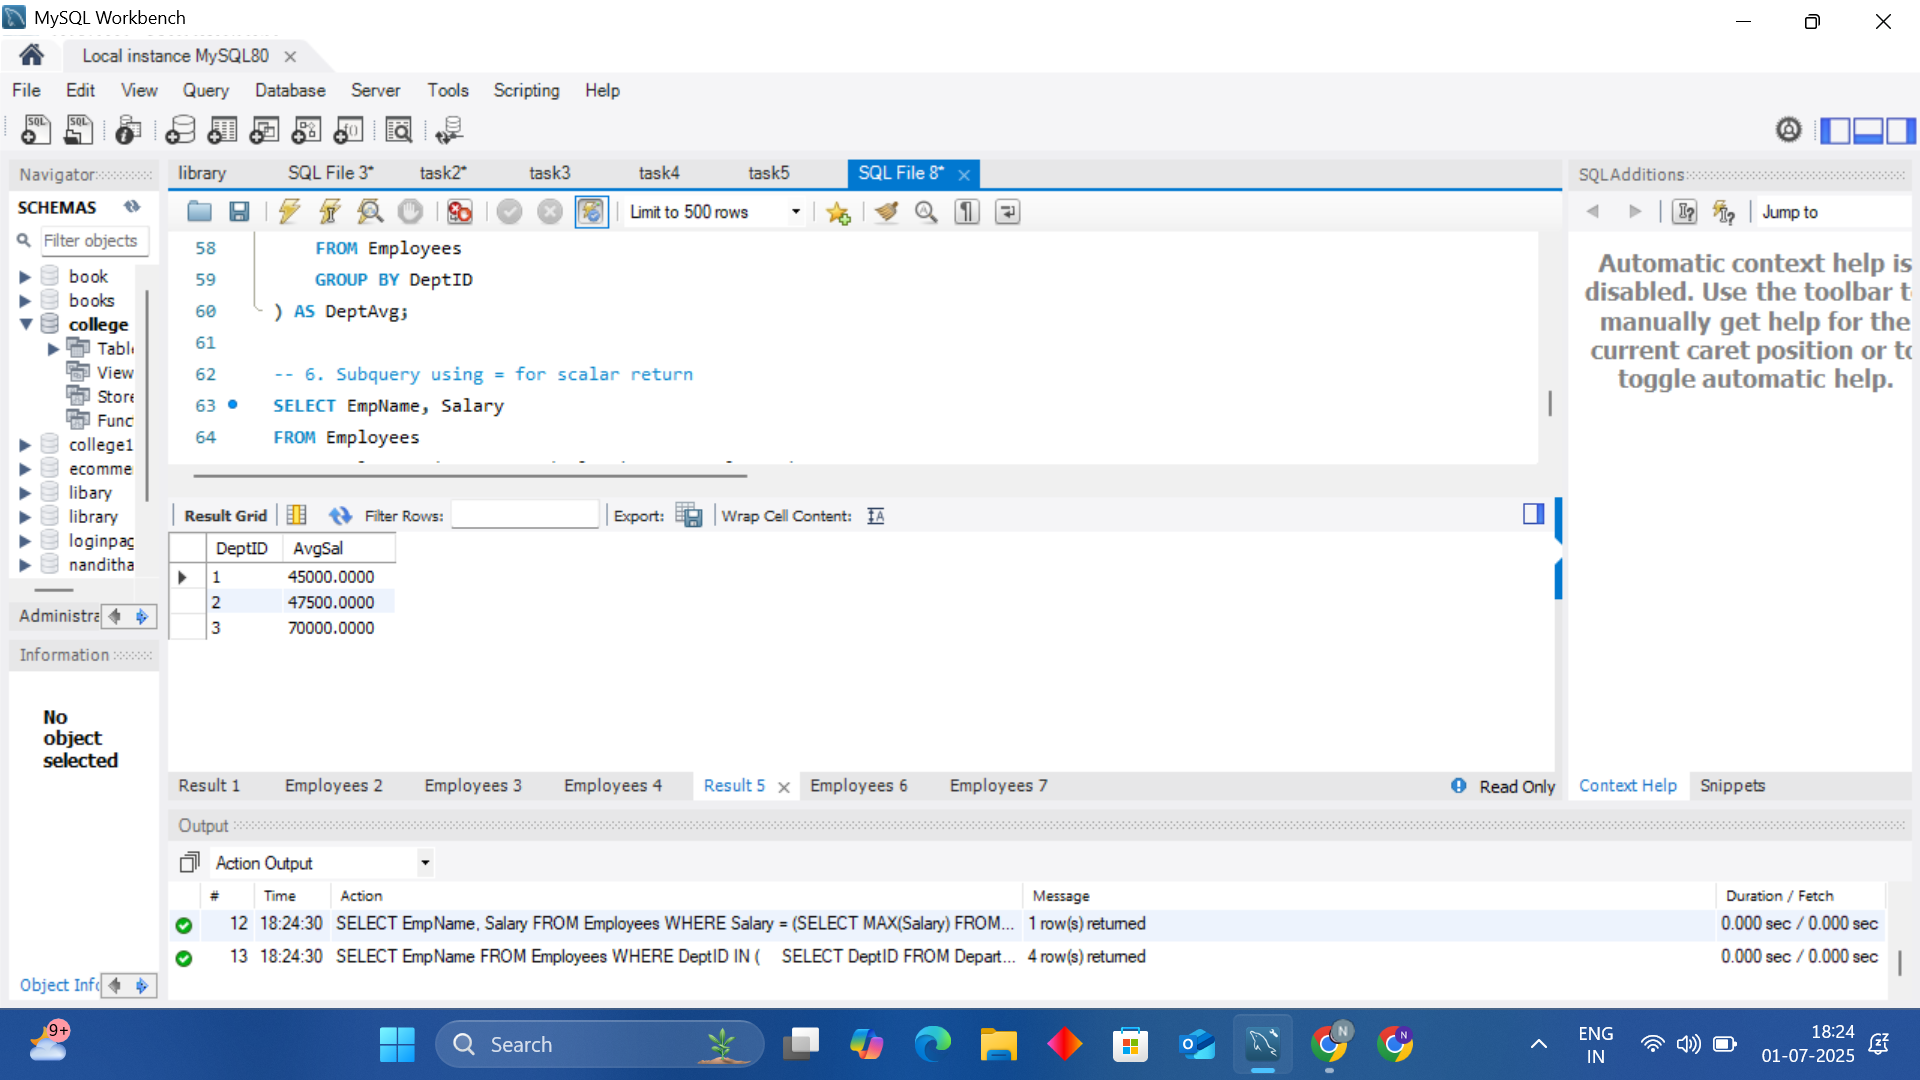 MySQL Workbench
Local instance MySQL80
File Edit View Query Database Server Tools Scripting Help
Navigator
SCHEMAS
Filter objects
book
books
college
Table
View
Store
Func
college1
ecomme
libary
library
loginpag
nanditha
Administra
Information
No
object
selected
Object Info
library SQL File 3* task2* task3 task4 task5 SQL File 8*
Limit to 500 rows
58 FROM Employees
59 GROUP BY DeptID
60 ) AS DeptAvg;
61
62 -- 6. Subquery using = for scalar return
63 SELECT EmpName, Salary
64 FROM Employees
Result Grid Filter Rows: Export: Wrap Cell Content:
DeptID AvgSal
1 45000.0000
2 47500.0000
3 70000.0000
Result 1 Employees 2 Employees 3 Employees 4 Result 5 Employees 6 Employees 7 Read Only
SQLAdditions
Jump to
Automatic context help is
disabled. Use the toolbar t
manually get help for the
current caret position or to
toggle automatic help.
Context Help Snippets
Output
Action Output
# Time Action Message Duration / Fetch
12 18:24:30 SELECT EmpName, Salary FROM Employees WHERE Salary = (SELECT MAX(Salary) FROM... 1 row(s) returned 0.000 sec / 0.000 sec
13 18:24:30 SELECT EmpName FROM Employees WHERE DeptID IN ( SELECT DeptID FROM Depart... 4 row(s) returned 0.000 sec / 0.000 sec
9+
Search
N
N
ENG
IN
18:24
01-07-2025